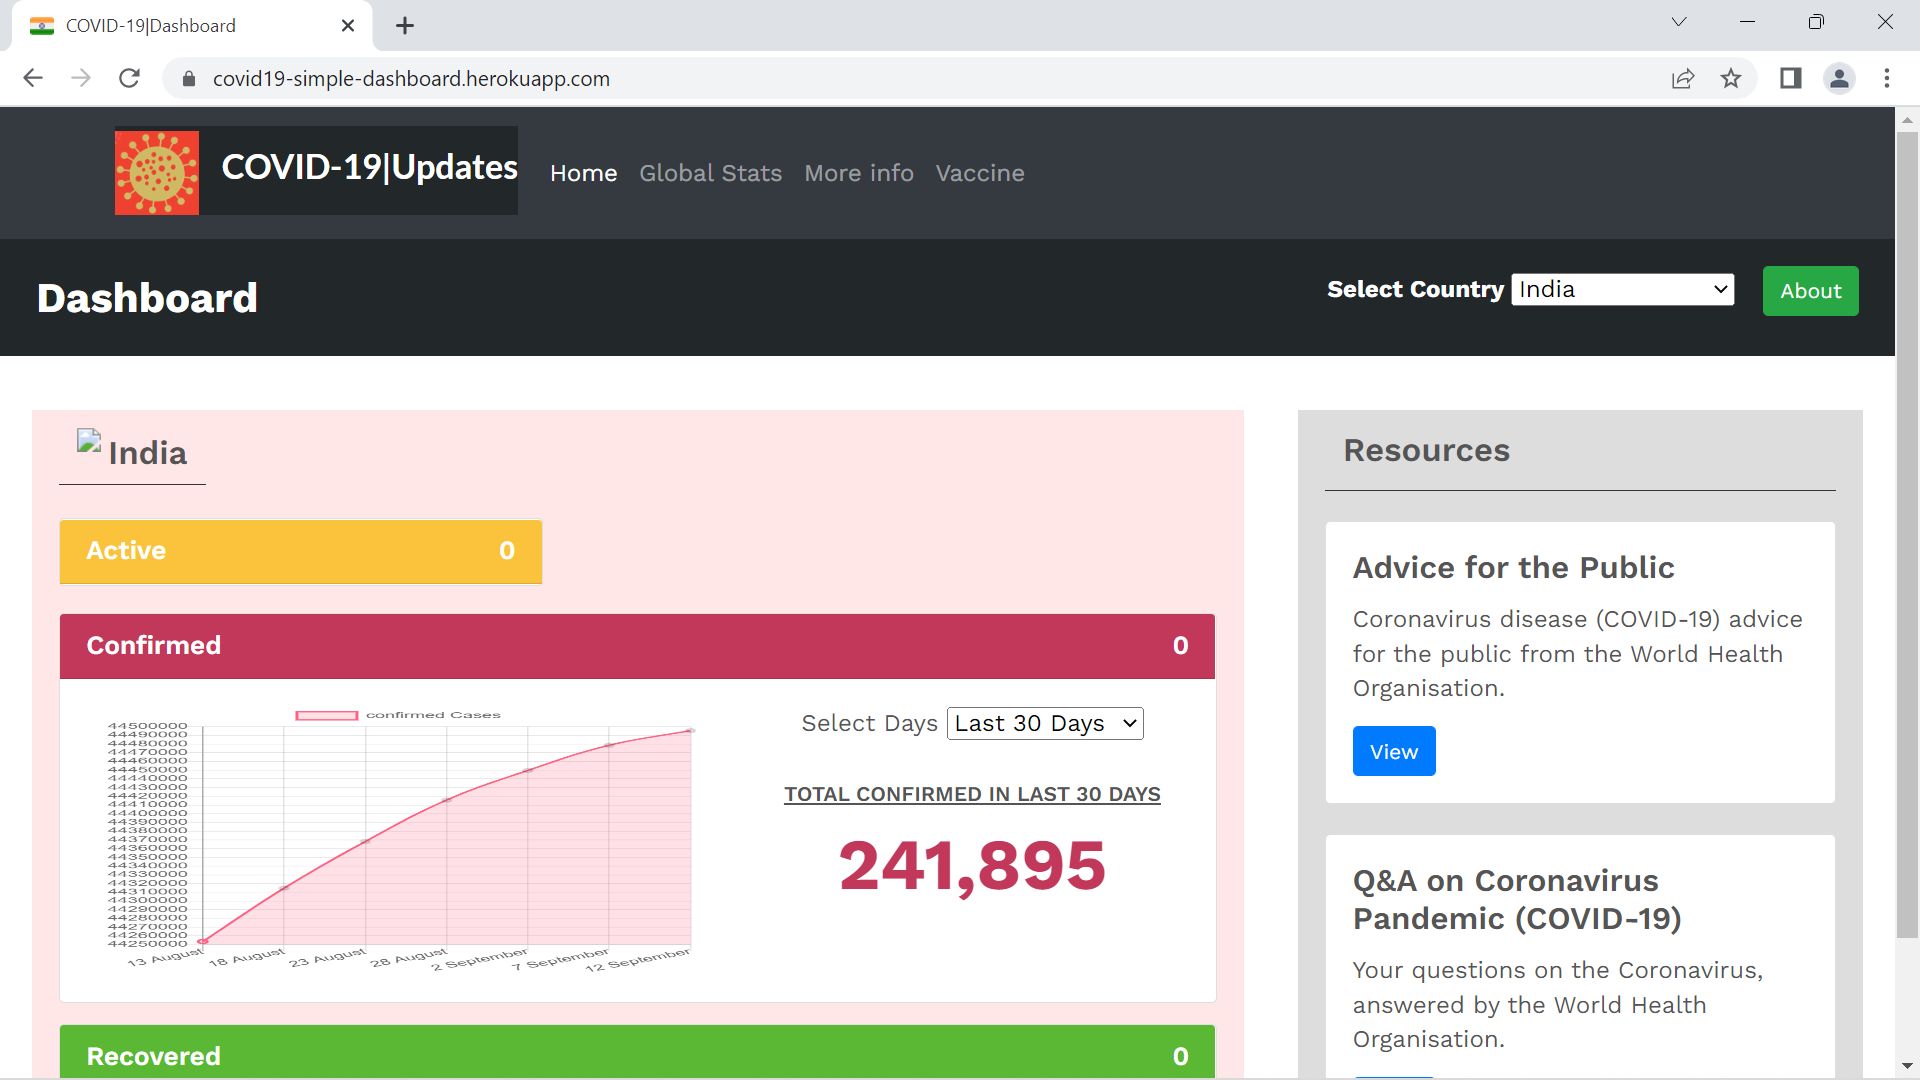 COVID-19|Dashboard
covid19-simple-dashboard.herokuapp.com
COVID-19|Updates
Home
Global Stats
More info
Vaccine
Dashboard
Select Country
India
About
India
Active
0
Confirmed
0
confirmed Cases
44500000
44490000
44480000
44470000
44460000
44450000
44440000
44430000
44420000
44410000
44400000
44390000
44380000
44370000
44360000
44350000
44340000
44330000
44320000
44310000
44300000
44290000
44280000
44270000
44260000
44250000
13 August
18 August
23 August
28 August
2 September
7 September
12 September
Select Days
Last 30 Days
TOTAL CONFIRMED IN LAST 30 DAYS
241,895
Recovered
0
Resources
Advice for the Public
Coronavirus disease (COVID-19) advice
for the public from the World Health
Organisation.
View
Q&A on Coronavirus
Pandemic (COVID-19)
Your questions on the Coronavirus,
answered by the World Health
Organisation.